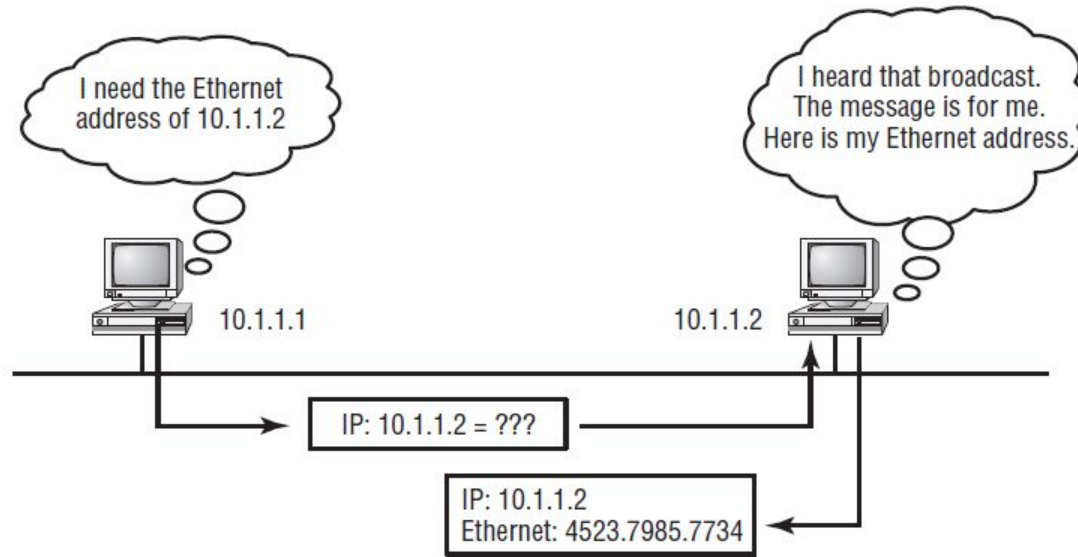 I need the Ethernet
address of 10.1.1.2
I heard that broadcast.
The message is for me.
Here is my Ethernet address.
10.1.1.1
10.1.1.2
IP: 10.1.1.2 = ???
IP: 10.1.1.2
Ethernet: 4523.7985.7734